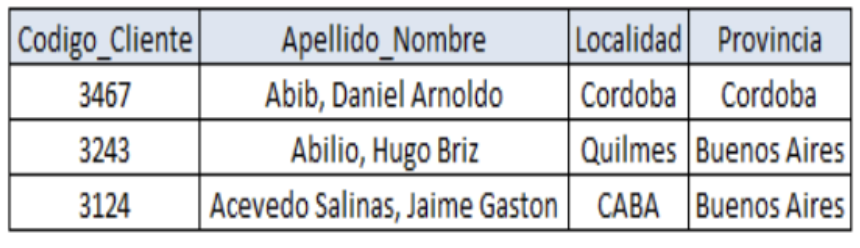 Codigo_Cliente Apellido_Nombre Localidad Provincia
3467 Abib, Daniel Arnoldo Cordoba Cordoba
3243 Abilio, Hugo Briz Quilmes Buenos Aires
3124 Acevedo Salinas, Jaime Gaston CABA Buenos Aires